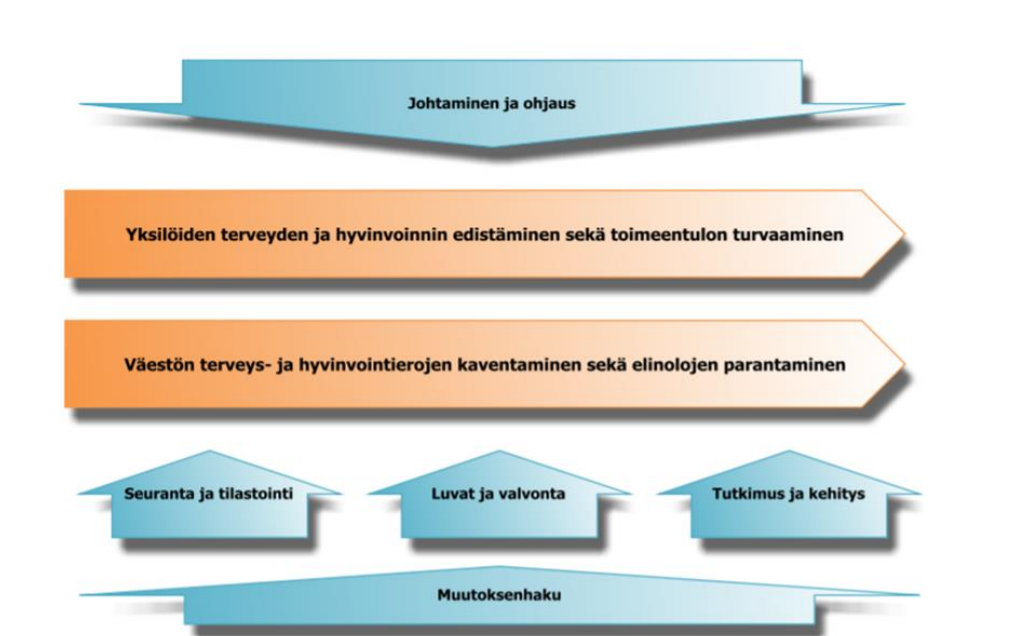 Johtaminen ja ohjaus
Yksilöiden terveyden ja hyvinvoinnin edistäminen sekä toimeentulon turvaaminen
Väestön terveys- ja hyvinvointierojen kaventaminen sekä elinolojen parantaminen
Seuranta ja tilastointi
Luvat ja valvonta
Tutkimus ja kehitys
Muutoksenhaku